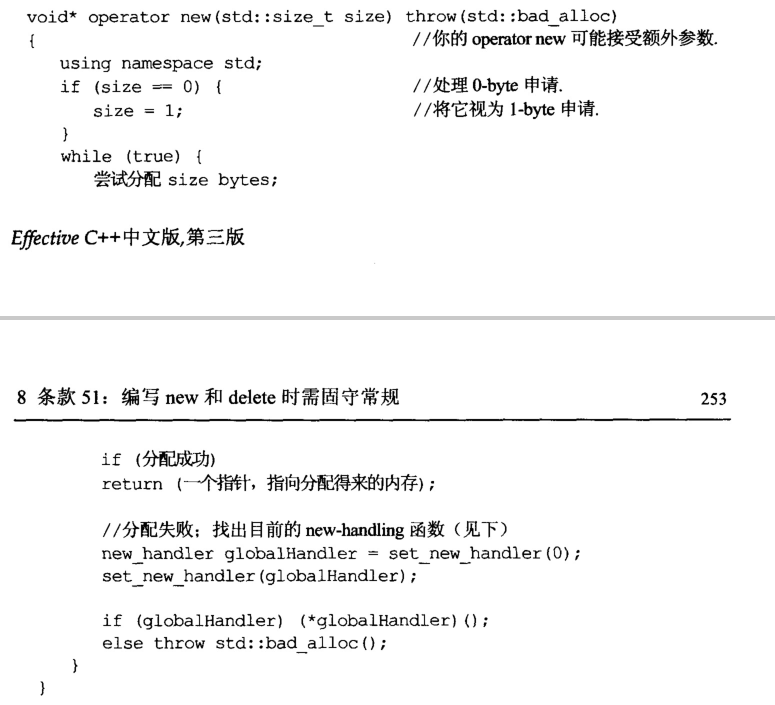 void* operator new(std::size_t size) throw(std::bad_alloc)
{ //你的 operator new 可能接受额外参数.
using namespace std;
if (size == 0) { //处理 0-byte 申请.
size = 1; //将它视为 1-byte 申请.
}
while (true) {
尝试分配 size bytes;
Effective C++中文版,第三版
8 条款 51：编写 new 和 delete 时需固守常规 253
if (分配成功)
return (一个指针，指向分配得来的内存);
//分配失败；找出目前的 new-handling 函数（见下）
new_handler globalHandler = set_new_handler(0);
set_new_handler(globalHandler);
if (globalHandler) (*globalHandler)();
else throw std::bad_alloc();
}
}